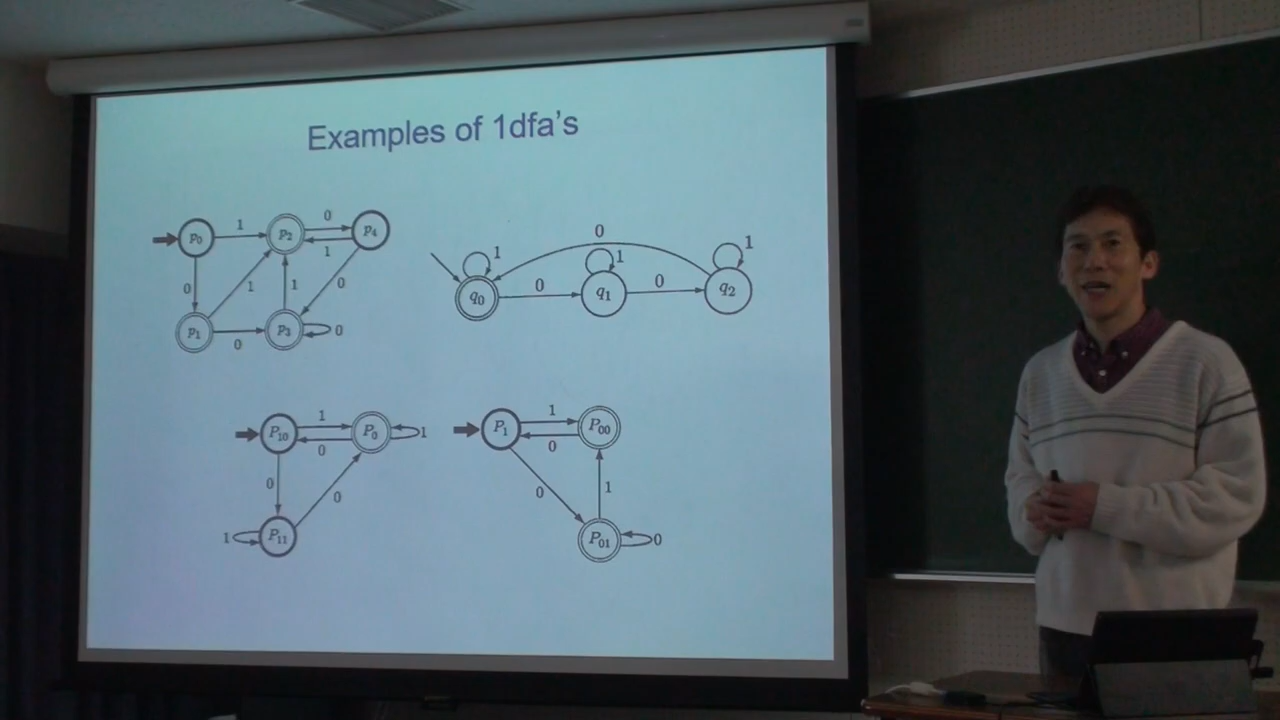 Examples of 1dfa's
p0 1 p2 0 p4
1
0 1 1 0
p1 0 p3 0
0
1 1 1
q0 0 q1 0 q2
P10 1 P0 1
0
0 0
1 P11
P1 1 P00
0
0 1
P01 0